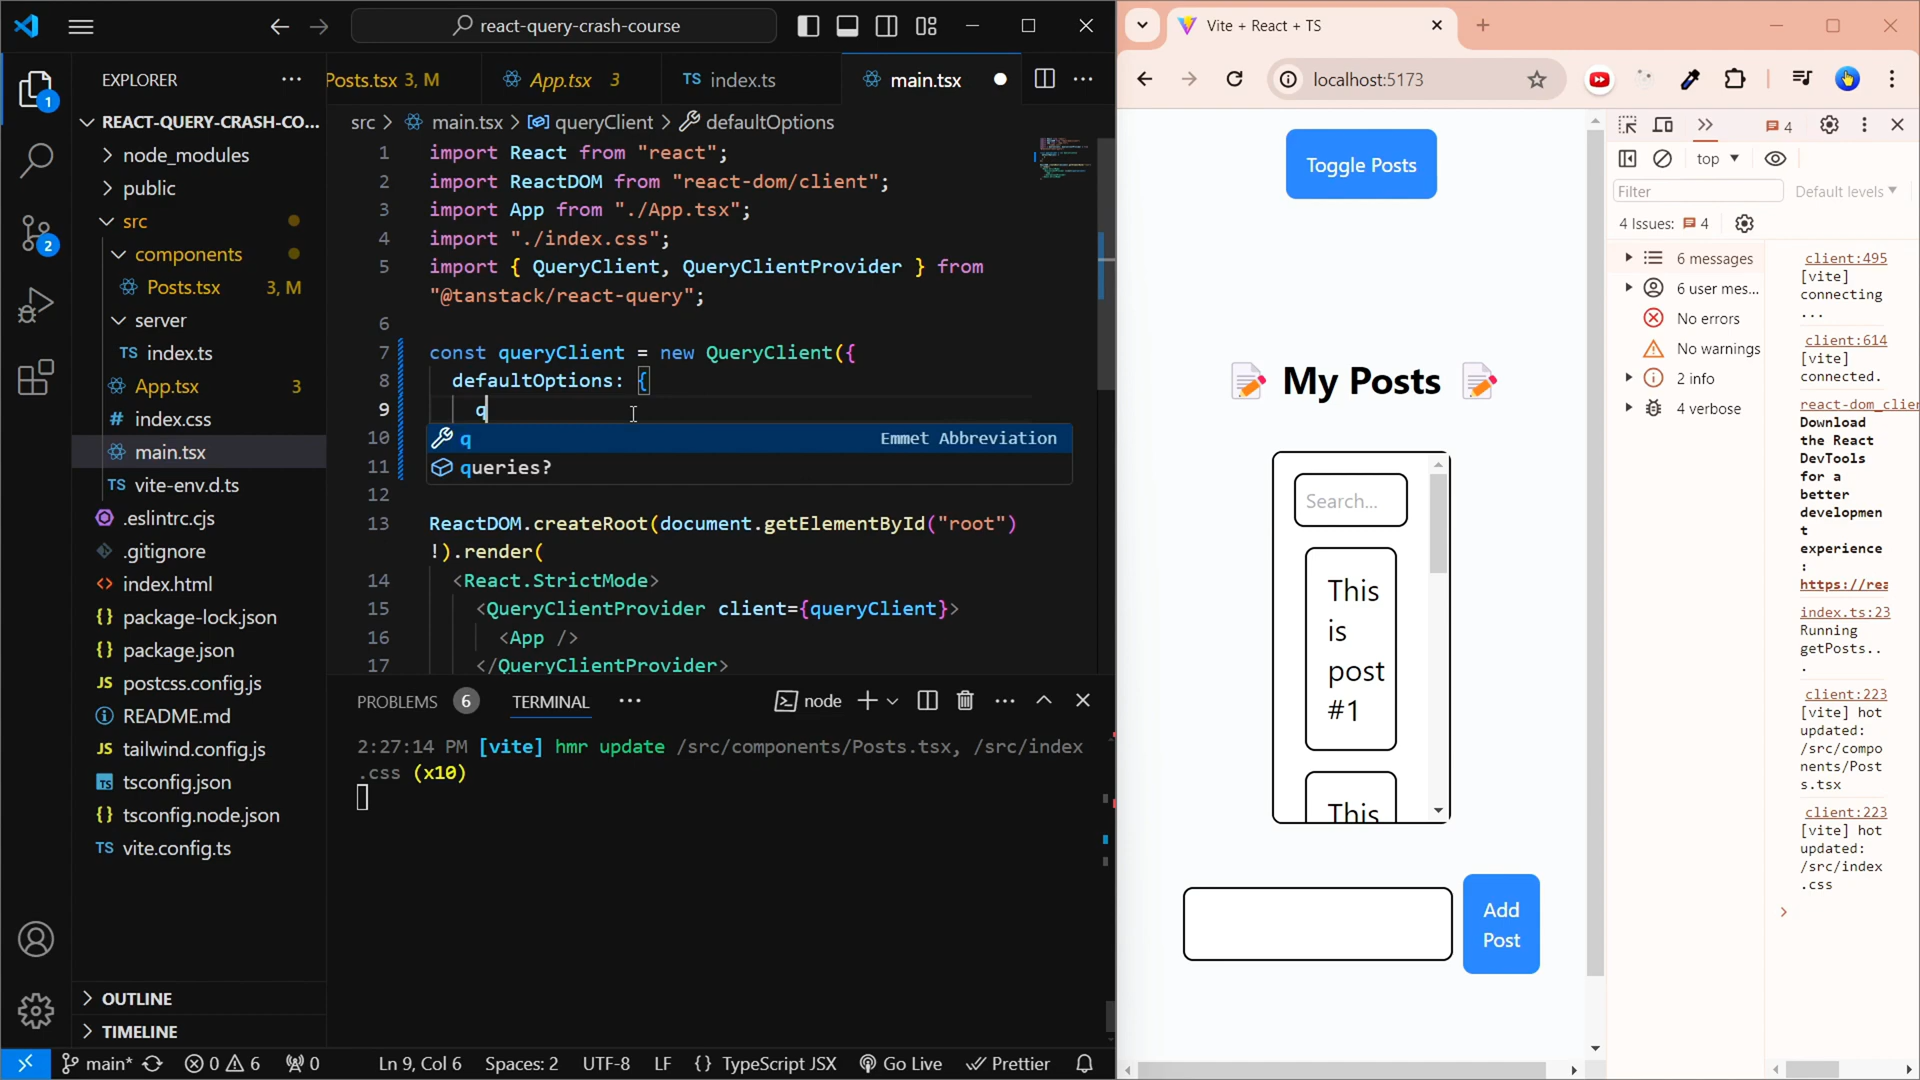 react-query-crash-course
EXPLORER
REACT-QUERY-CRASH-CO...
node_modules
public
src
components
Posts.tsx 3, M
server
TS index.ts
App.tsx 3
# index.css
main.tsx
TS vite-env.d.ts
.eslintrc.cjs
.gitignore
<> index.html
{} package-lock.json
{} package.json
JS postcss.config.js
README.md
JS tailwind.config.js
tsconfig.json
{} tsconfig.node.json
TS vite.config.ts
OUTLINE
TIMELINE
1
2
Posts.tsx 3, M
App.tsx 3
TS index.ts
main.tsx
src > main.tsx > queryClient > defaultOptions
1 import React from "react";
2 import ReactDOM from "react-dom/client";
3 import App from "./App.tsx";
4 import "./index.css";
5 import { QueryClient, QueryClientProvider } from
"@tanstack/react-query";
6
7 const queryClient = new QueryClient({
8 defaultOptions: {
9 q
10 q Emmet Abbreviation
11 queries?
12
13 ReactDOM.createRoot(document.getElementById("root")
!).render(
14 <React.StrictMode>
15 <QueryClientProvider client={queryClient}>
16 <App />
17 </QueryClientProvider>
PROBLEMS 6 TERMINAL node
2:27:14 PM [vite] hmr update /src/components/Posts.tsx, /src/index
.css (x10)
main* 0 6 0 Ln 9, Col 6 Spaces: 2 UTF-8 LF {} TypeScript JSX Go Live Prettier
Vite + React + TS
localhost:5173
Toggle Posts
My Posts
Search...
This
is
post
#1
This
Add
Post
4
top
Filter
Default levels
4 Issues: 4
6 messages
6 user mes...
No errors
No warnings
2 info
4 verbose
client:495
[vite]
connecting
...
client:614
[vite]
connected.
react-dom_clien
Download
the React
DevTools
for a
better
developmen
t
experience
:
https://rea
index.ts:23
Running
getPosts..
.
client:223
[vite] hot
updated:
/src/compo
nents/Post
s.tsx
client:223
[vite] hot
updated:
/src/index
.css